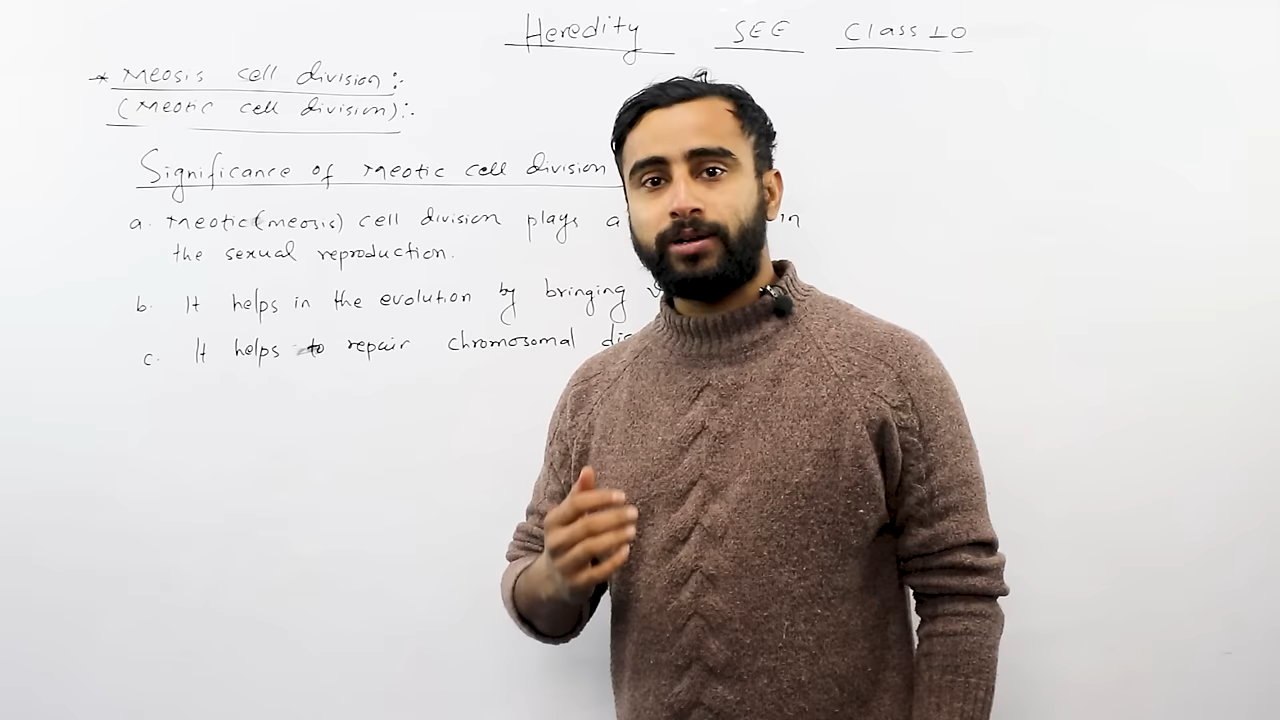 Heredity SEE Class 10
* Meosis cell division :-
(Meotic cell division) :-
Significance of Meotic cell division
a. Meotic (meosis) cell division plays a in
the sexual reproduction.
b. It helps in the evolution by bringing
c. It helps to repair chromosomal